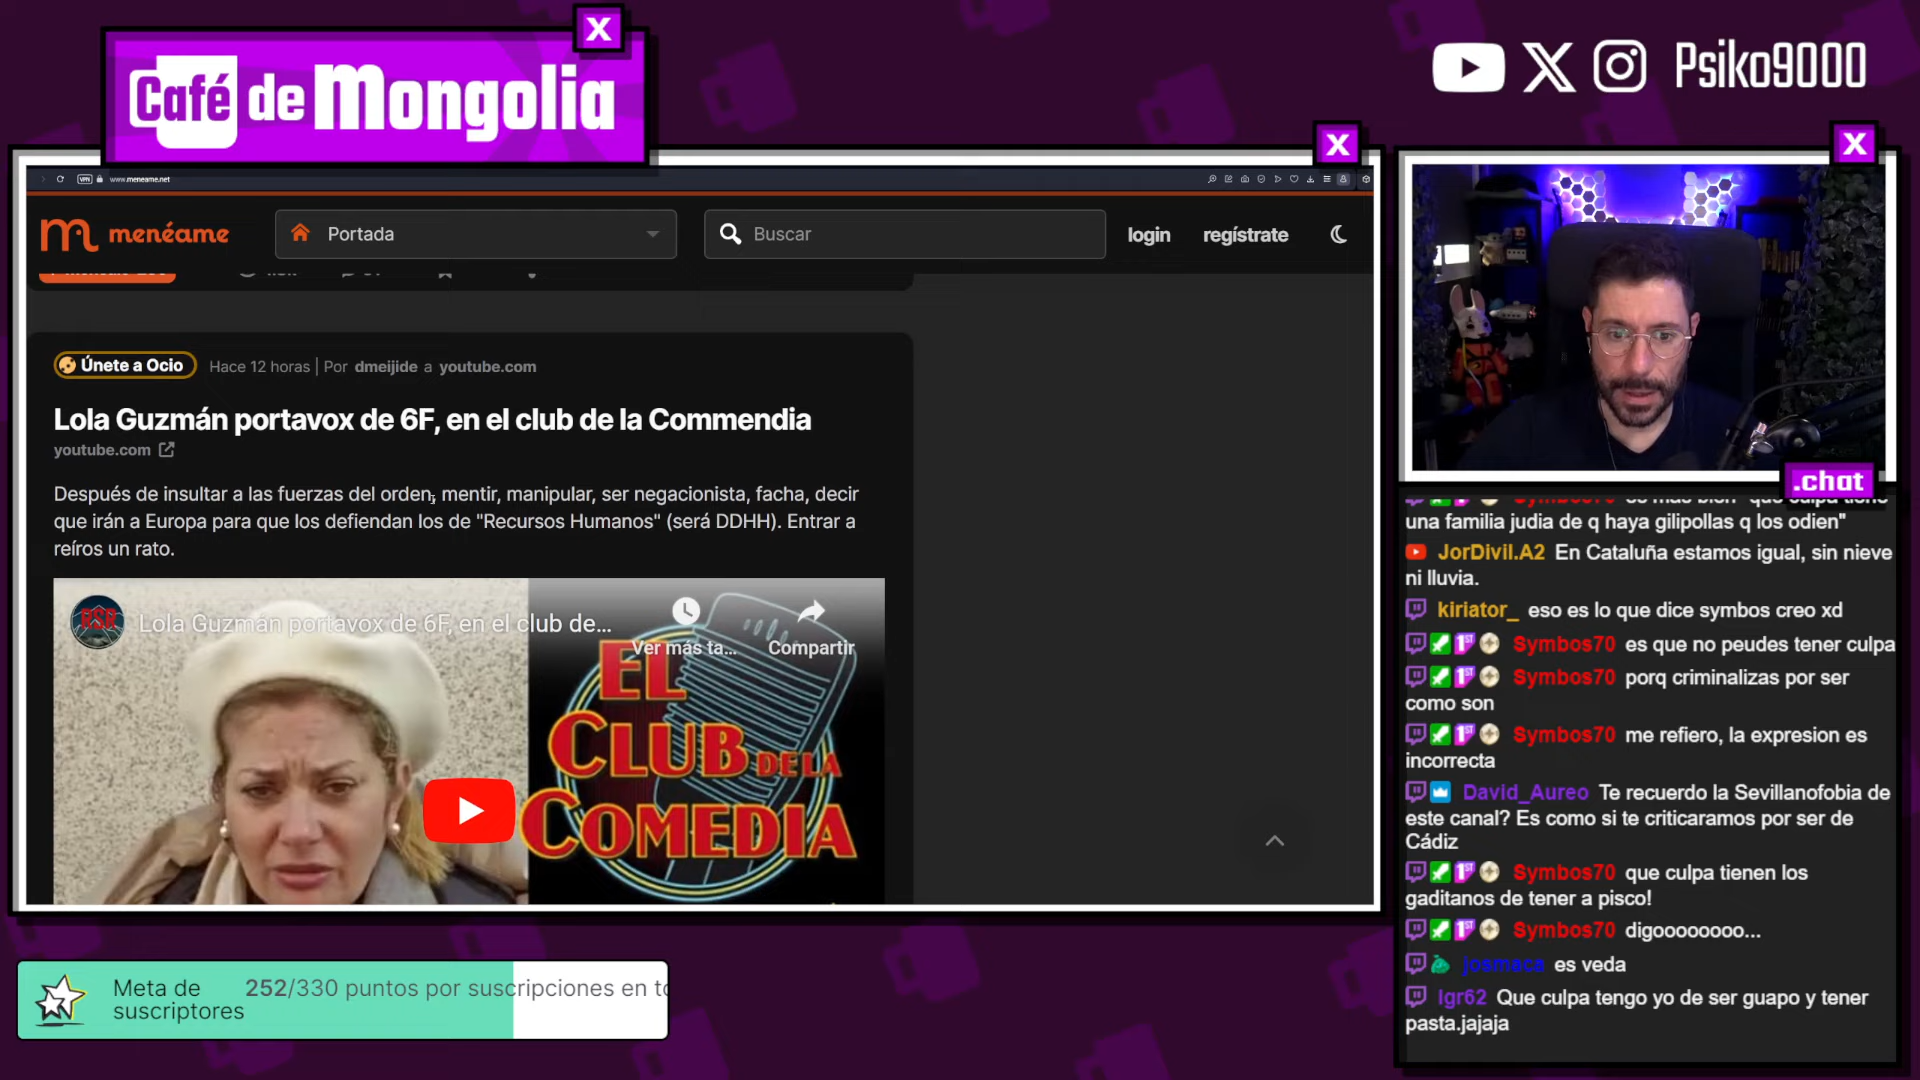 Café de Mongolia
X
Psiko9000
X
X
VPN
www.meneame.net
menéame
Portada
Buscar
login
regístrate
Únete a Ocio
Hace 12 horas | Por dmeijide a youtube.com
Lola Guzmán portavox de 6F, en el club de la Commendia
youtube.com
Después de insultar a las fuerzas del orden, mentir, manipular, ser negacionista, facha, decir
que irán a Europa para que los defiendan los de "Recursos Humanos" (será DDHH). Entrar a
reíros un rato.
RSR
Lola Guzmán portavox de 6F, en el club de...
Ver más ta...
Compartir
EL
CLUB DE LA
COMEDIA
Meta de
suscriptores
252/330 puntos por suscripciones en to
.chat
una familia judia de q haya gilipollas q los odien"
JorDivil.A2 En Cataluña estamos igual, sin nieve
ni lluvia.
kiriator_ eso es lo que dice symbos creo xd
Symbos70 es que no peudes tener culpa
Symbos70 porq criminalizas por ser
como son
Symbos70 me refiero, la expresion es
incorrecta
David_Aureo Te recuerdo la Sevillanofobia de
este canal? Es como si te criticaramos por ser de
Cádiz
Symbos70 que culpa tienen los
gaditanos de tener a pisco!
Symbos70 digoooooooo...
josmaca es veda
lgr62 Que culpa tengo yo de ser guapo y tener
pasta.jajaja